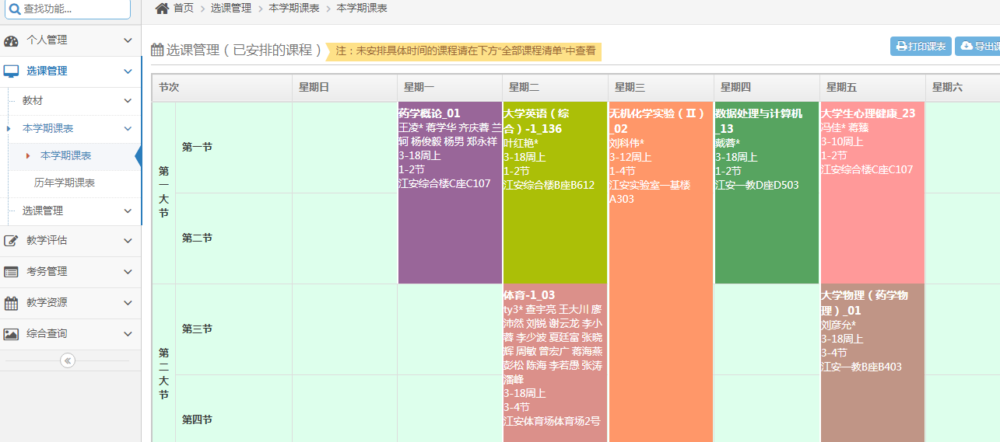 查找功能...
首页 > 选课管理 > 本学期课表 > 本学期课表
个人管理
选课管理
教材
本学期课表
本学期课表
历年学期课表
选课管理
教学评估
考务管理
教学资源
综合查询
选课管理（已安排的课程）
注：未安排具体时间的课程请在下方“全部课程清单”中查看
打印课表
导出课
节次 星期日 星期一 星期二 星期三 星期四 星期五 星期六
第一大节
第一节
第二节
药学概论_01
王凌* 蒋学华 齐庆蓉 兰
轲 杨俊毅 杨男 郑永祥
3-18周上
1-2节
江安综合楼C座C107
大学英语（综
合）-1_136
叶红艳*
3-18周上
1-2节
江安综合楼B座B612
无机化学实验（Ⅱ）
_02
刘科伟*
3-12周上
1-4节
江安实验室一基楼
A303
数据处理与计算机
_13
戴蓉*
3-18周上
1-2节
江安一教D座D503
大学生心理健康_23
冯佳* 蒋蓁
3-10周上
1-2节
江安综合楼C座C107
第二大节
第三节
第四节
体育-1_03
ty3* 查宇亮 王大川 廖
沛然 刘锐 谢云龙 李小
蓉 李少波 夏廷富 张晓
辉 周敏 曾宏广 蒋海燕
彭松 陈海 李若愚 张涛
潘峰
3-18周上
3-4节
江安体育场体育场2号
大学物理（药学物
理）_01
刘彦允*
3-18周上
3-4节
江安一教B座B403